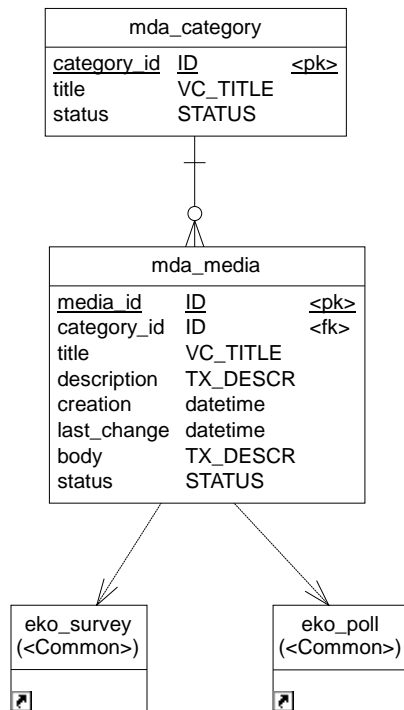 mda_category
category_id ID <pk>
title VC_TITLE
status STATUS
mda_media
media_id ID <pk>
category_id ID <fk>
title VC_TITLE
description TX_DESCR
creation datetime
last_change datetime
body TX_DESCR
status STATUS
eko_survey
(<Common>)
eko_poll
(<Common>)